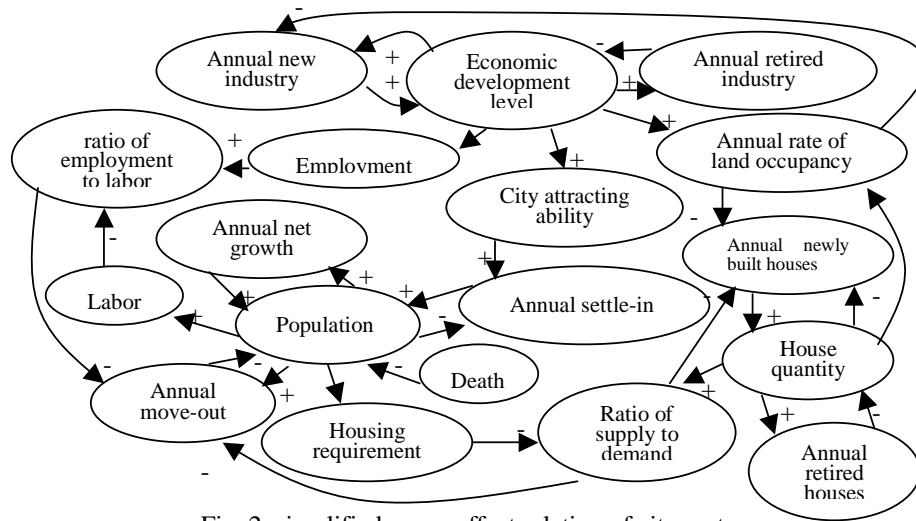 Annual new
industry
Economic
development
level
Annual retired
industry
ratio of
employment
to labor
Employment
Annual rate of
land occupancy
City attracting
ability
Annual net
growth
Annual newly
built houses
Labor
Population
Annual settle-in
House
quantity
Death
Annual
move-out
Housing
requirement
Ratio of
supply to
demand
Annual
retired
houses
-
+
+
-
+
+
+
-
+
+
-
-
+
+
+
+
-
-
-
+
-
-
-
+
-
+
+
+
-
-
-